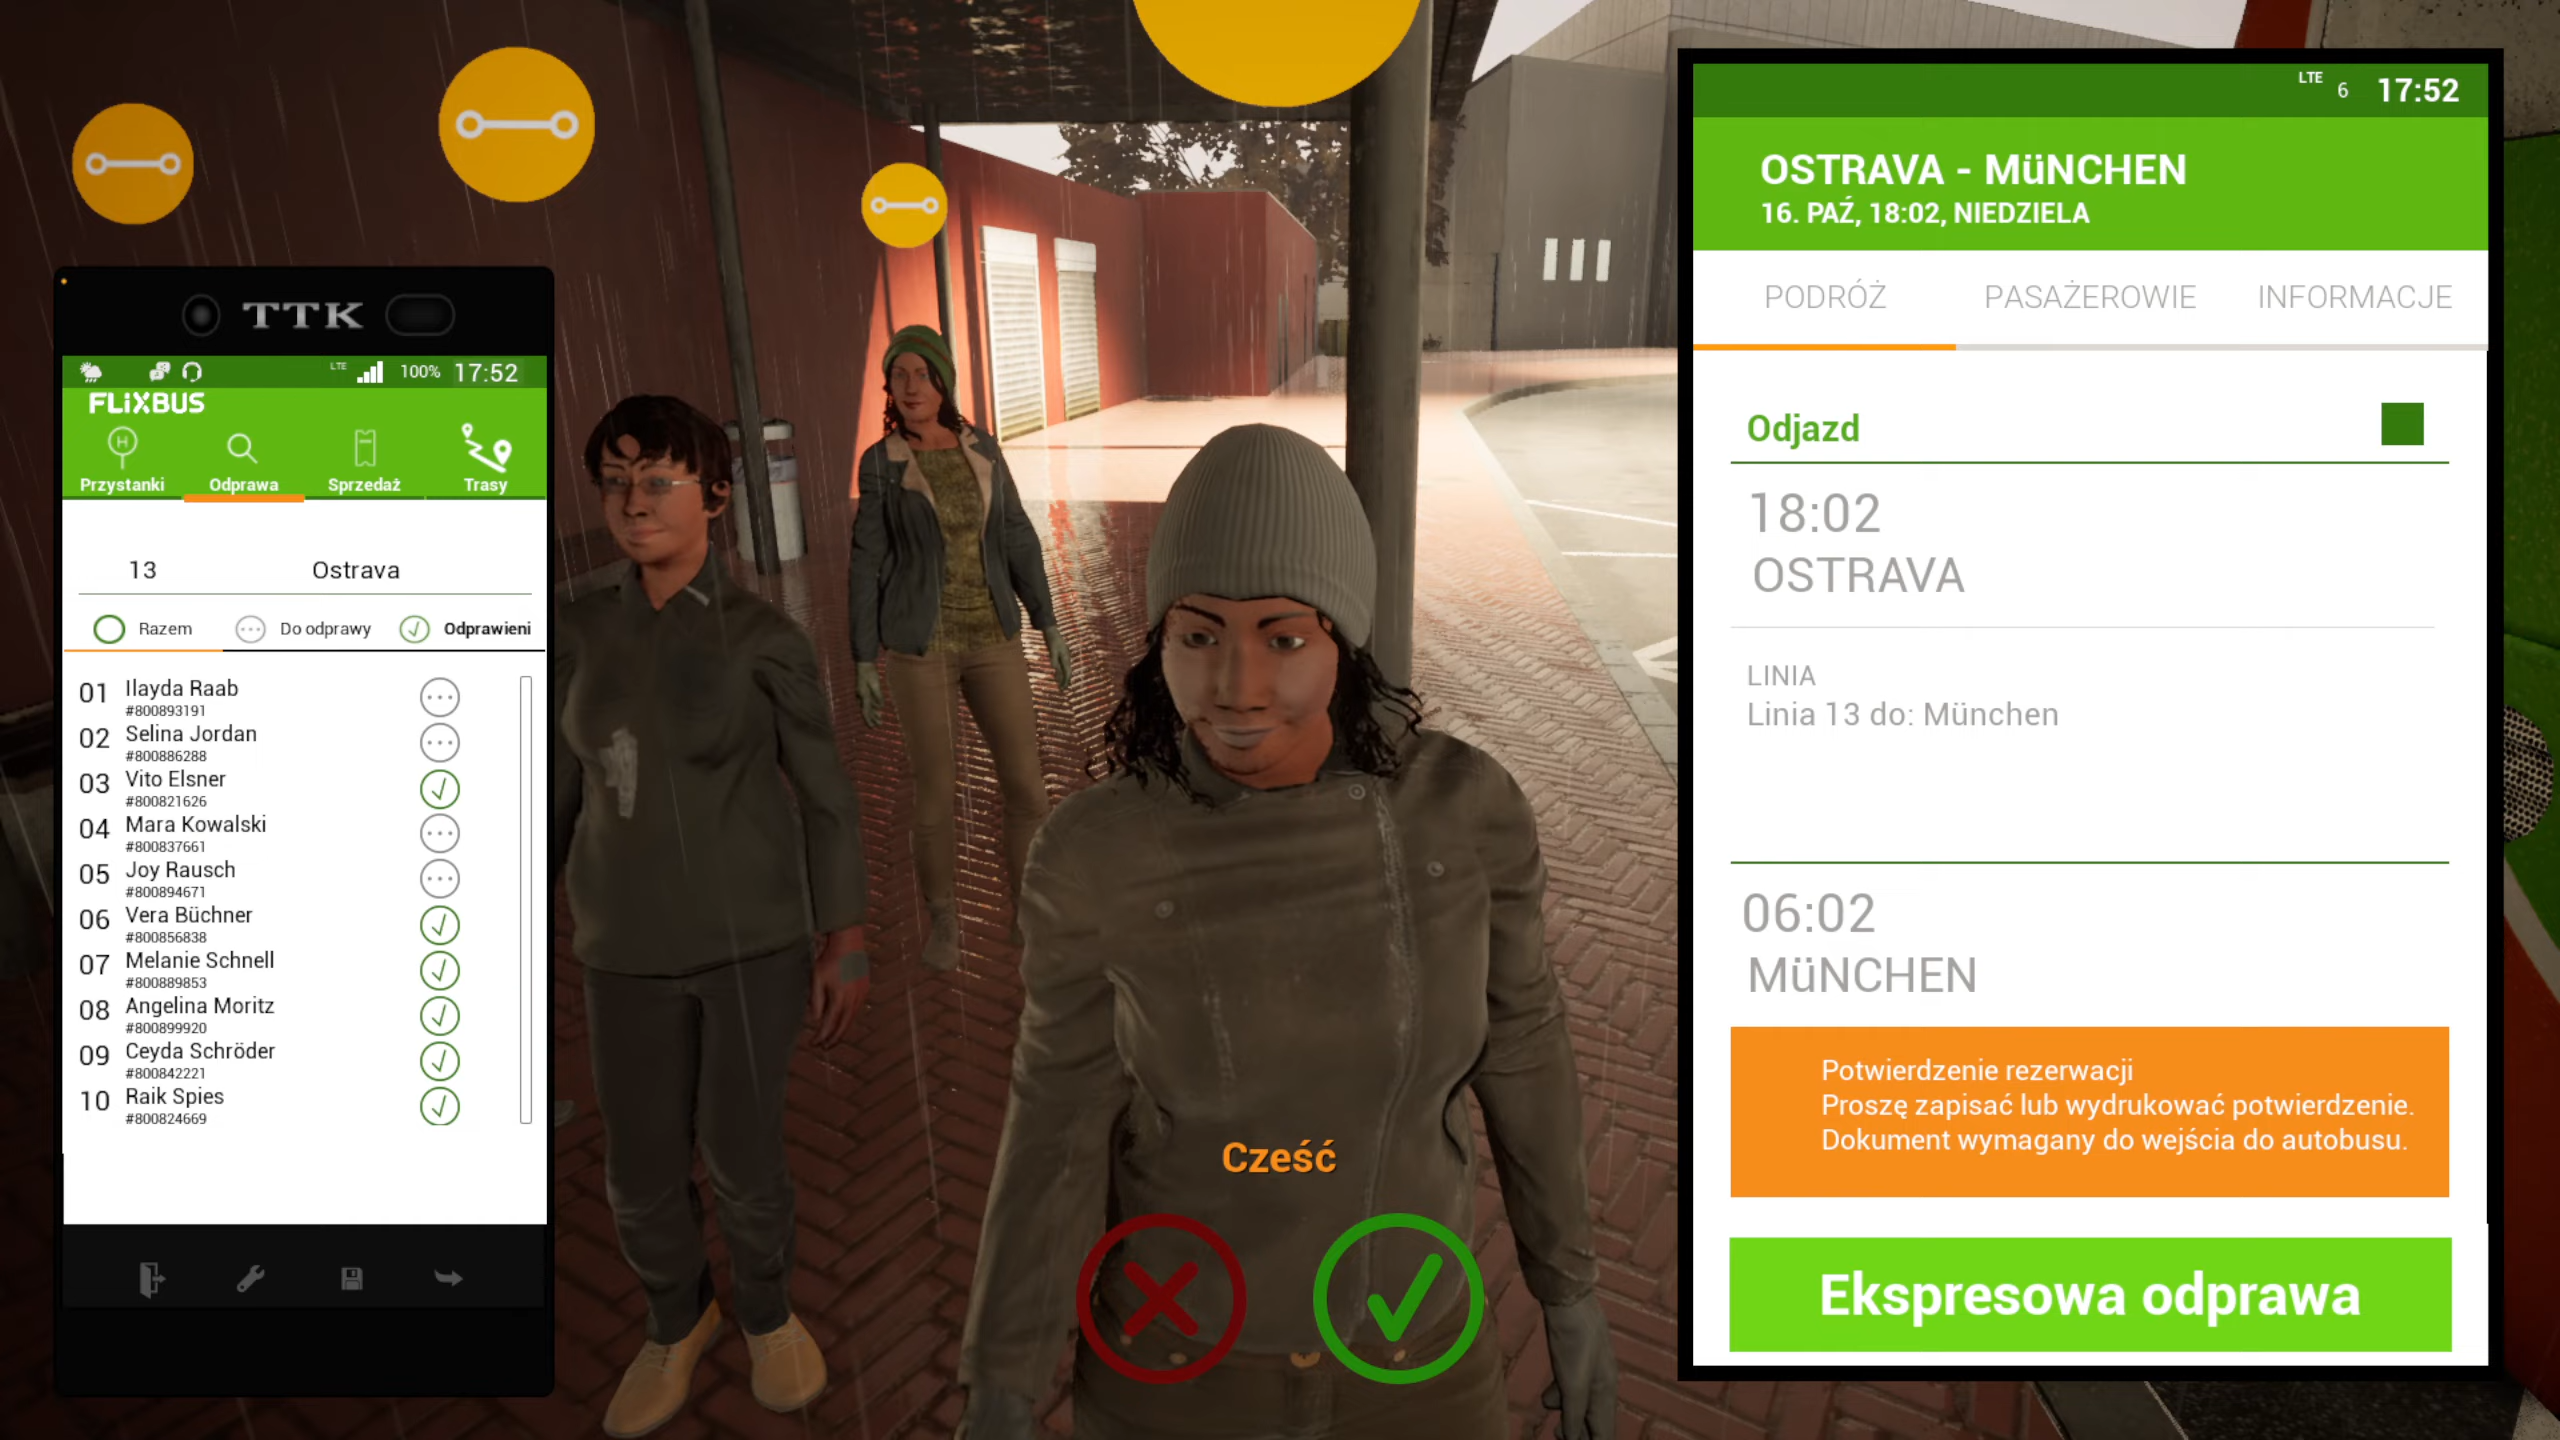 TTK
LTE 100% 17:52
FLiXBUS
Przystanki Odprawa Sprzedaż Trasy
13 Ostrava
Razem Do odprawy Odprawieni
01 Ilayda Raab
#800893191
02 Selina Jordan
#800886288
03 Vito Elsner
#800821626
04 Mara Kowalski
#800837661
05 Joy Rausch
#800894671
06 Vera Büchner
#800856838
07 Melanie Schnell
#800889853
08 Angelina Moritz
#800899920
09 Ceyda Schröder
#800842221
10 Raik Spies
#800824669
Cześć
LTE 6 17:52
OSTRAVA - MüNCHEN
16. PAŹ, 18:02, NIEDZIELA
PODRÓŻ PASAŻEROWIE INFORMACJE
Odjazd
18:02
OSTRAVA
LINIA
Linia 13 do: München
06:02
MüNCHEN
Potwierdzenie rezerwacji
Proszę zapisać lub wydrukować potwierdzenie.
Dokument wymagany do wejścia do autobusu.
Ekspresowa odprawa